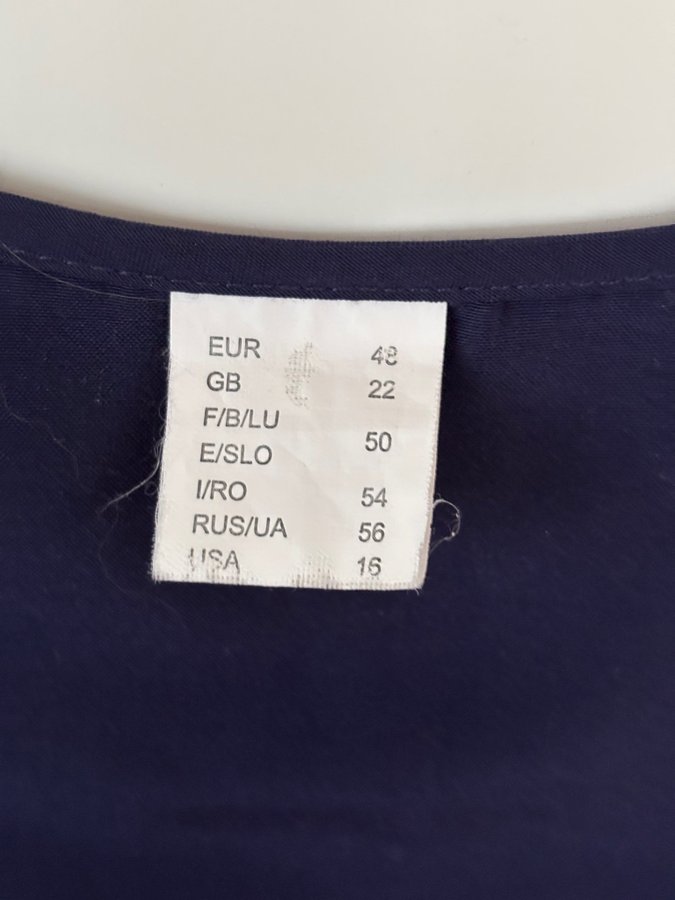 EUR 48
GB 22
F/B/LU
E/SLO 50
I/RO 54
RUS/UA 56
USA 16